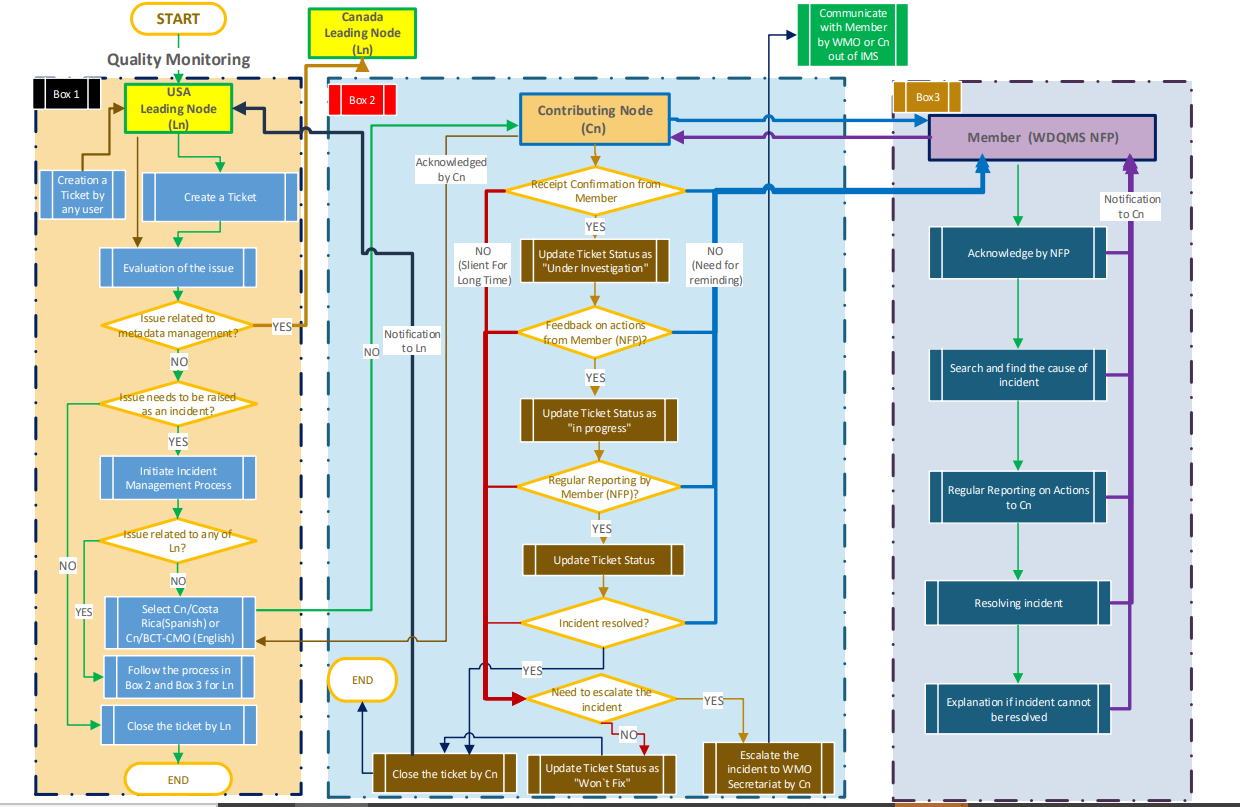 START
Quality Monitoring
Canada
Leading Node
(Ln)
Communicate
with Member
by WMO or Cn
out of IMS
Box 1
USA
Leading Node
(Ln)
Creation a
Ticket by
any user
Create a Ticket
Evaluation of the issue
Issue related to
metadata management?
YES
NO
Issue needs to be raised
as an incident?
YES
Initiate Incident
Management Process
Issue related to any of
Ln?
NO
NO
YES
Select Cn/Costa
Rica(Spanish) or
Cn/BCT-CMO (English)
Follow the process in
Box 2 and Box 3 for Ln
Close the ticket by Ln
END
Box 2
Contributing Node
(Cn)
Acknowledged
by Cn
Receipt Confirmation from
Member
YES
NO
(Slient For
Long Time)
Update Ticket Status as
"Under Investigation"
NO
(Need for
reminding)
Notification
to Ln
NO
Feedback on actions
from Member (NFP)?
YES
Update Ticket Status as
"in progress"
Regular Reporting by
Member (NFP)?
YES
Update Ticket Status
Incident resolved?
YES
END
Need to escalate the
incident
YES
NO
Close the ticket by Cn
Update Ticket Status as
"Won`t Fix"
Escalate the
incident to WMO
Secretariat by Cn
Box3
Member (WDQMS NFP)
Notification
to Cn
Acknowledge by NFP
Search and find the cause of
incident
Regular Reporting on Actions
to Cn
Resolving incident
Explanation if incident cannot
be resolved